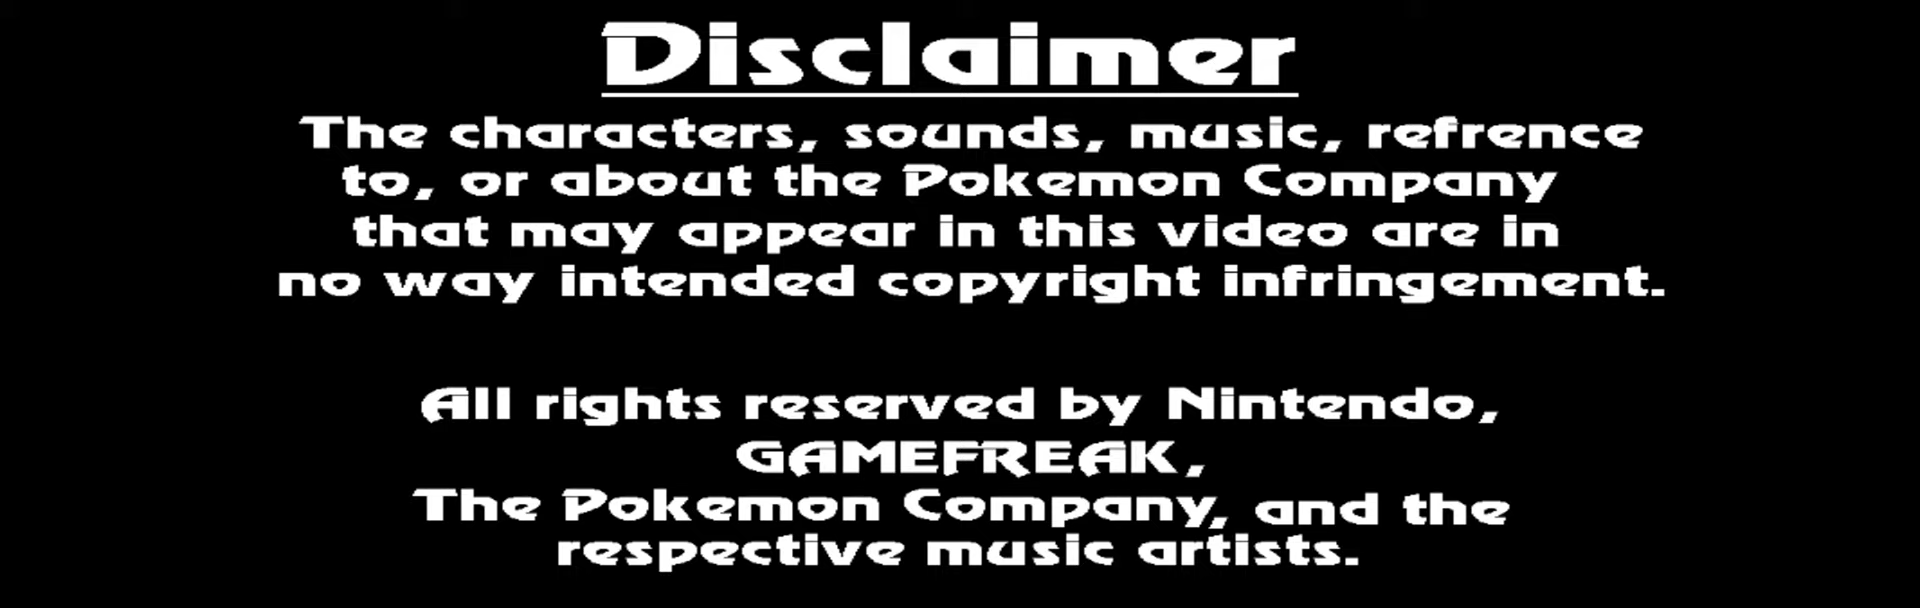 Disclaimer
The characters, sounds, music, refrence
to, or about the Pokemon Company
that may appear in this video are in
no way intended copyright infringement.
All rights reserved by Nintendo,
GAMEFREAK,
The Pokemon Company, and the
respective music artists.